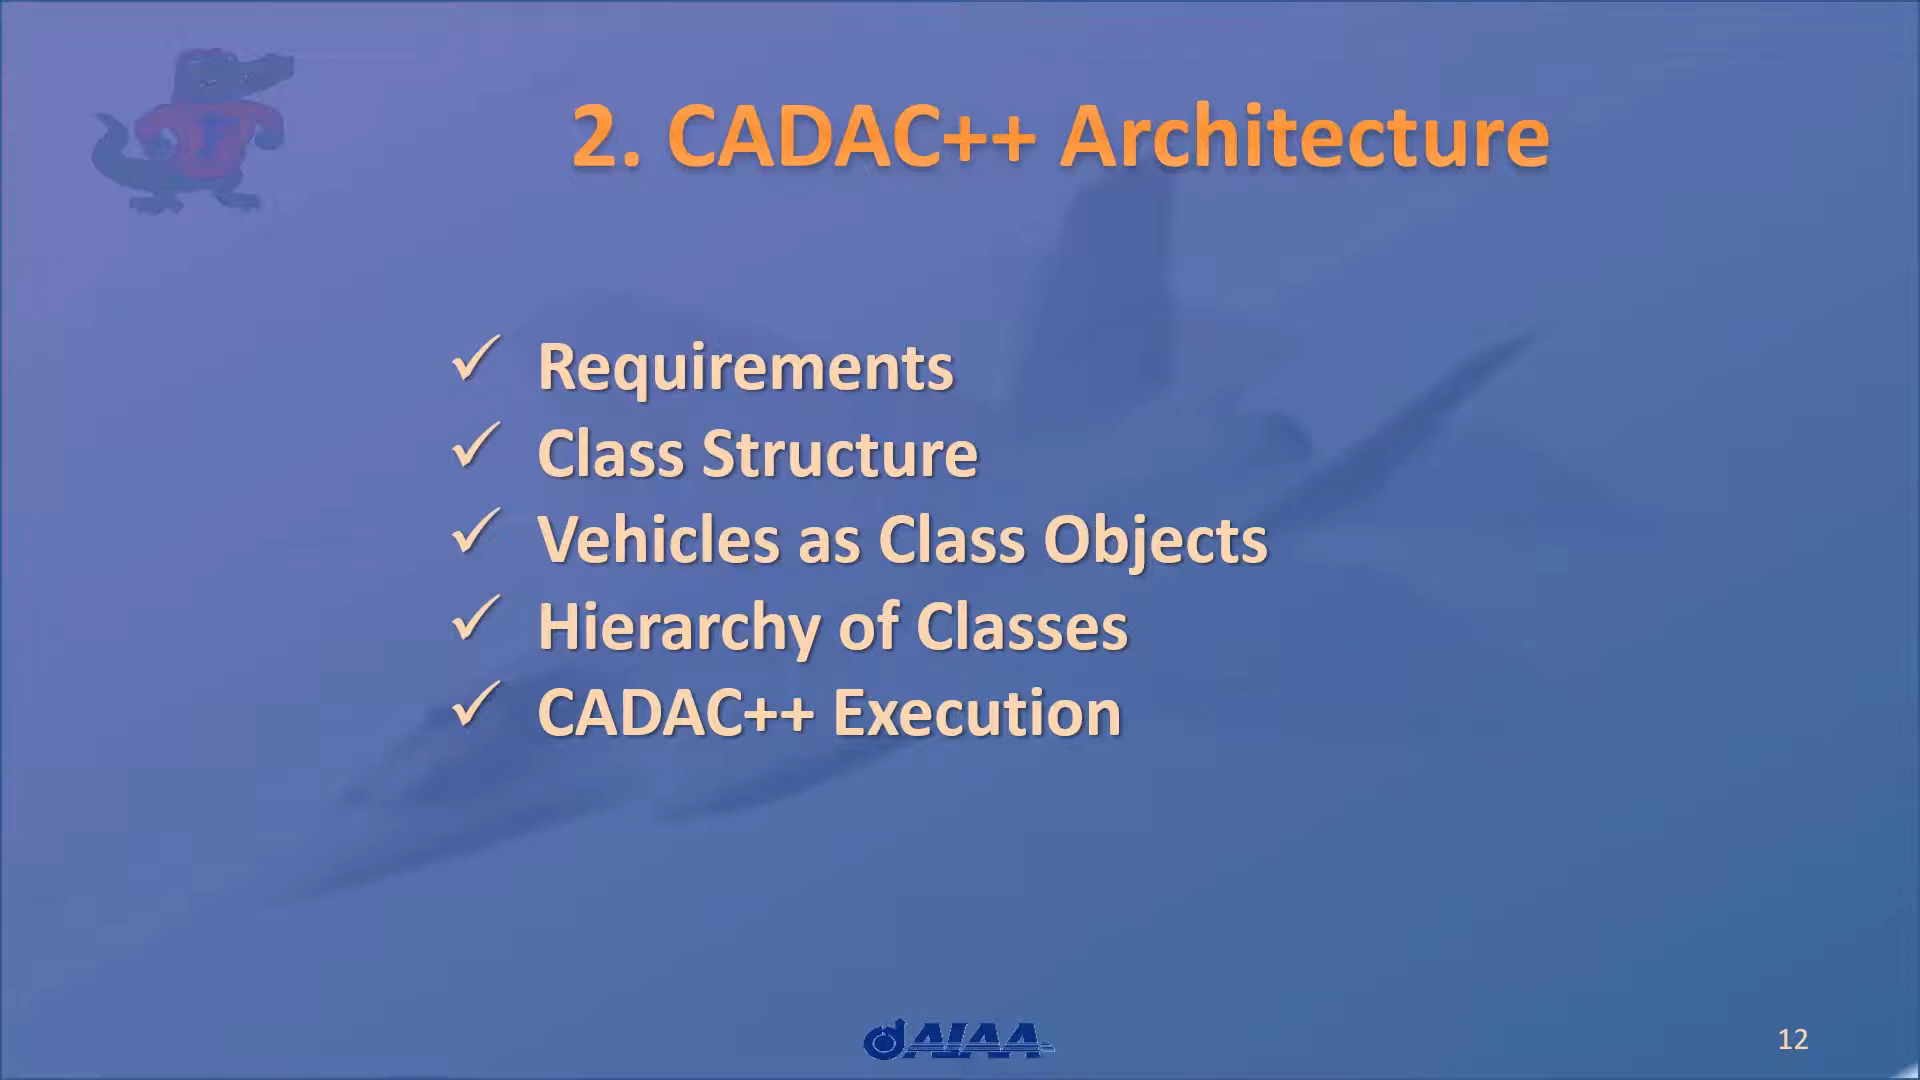 2. CADAC++ Architecture
✓ Requirements
✓ Class Structure
✓ Vehicles as Class Objects
✓ Hierarchy of Classes
✓ CADAC++ Execution
AIAA
12